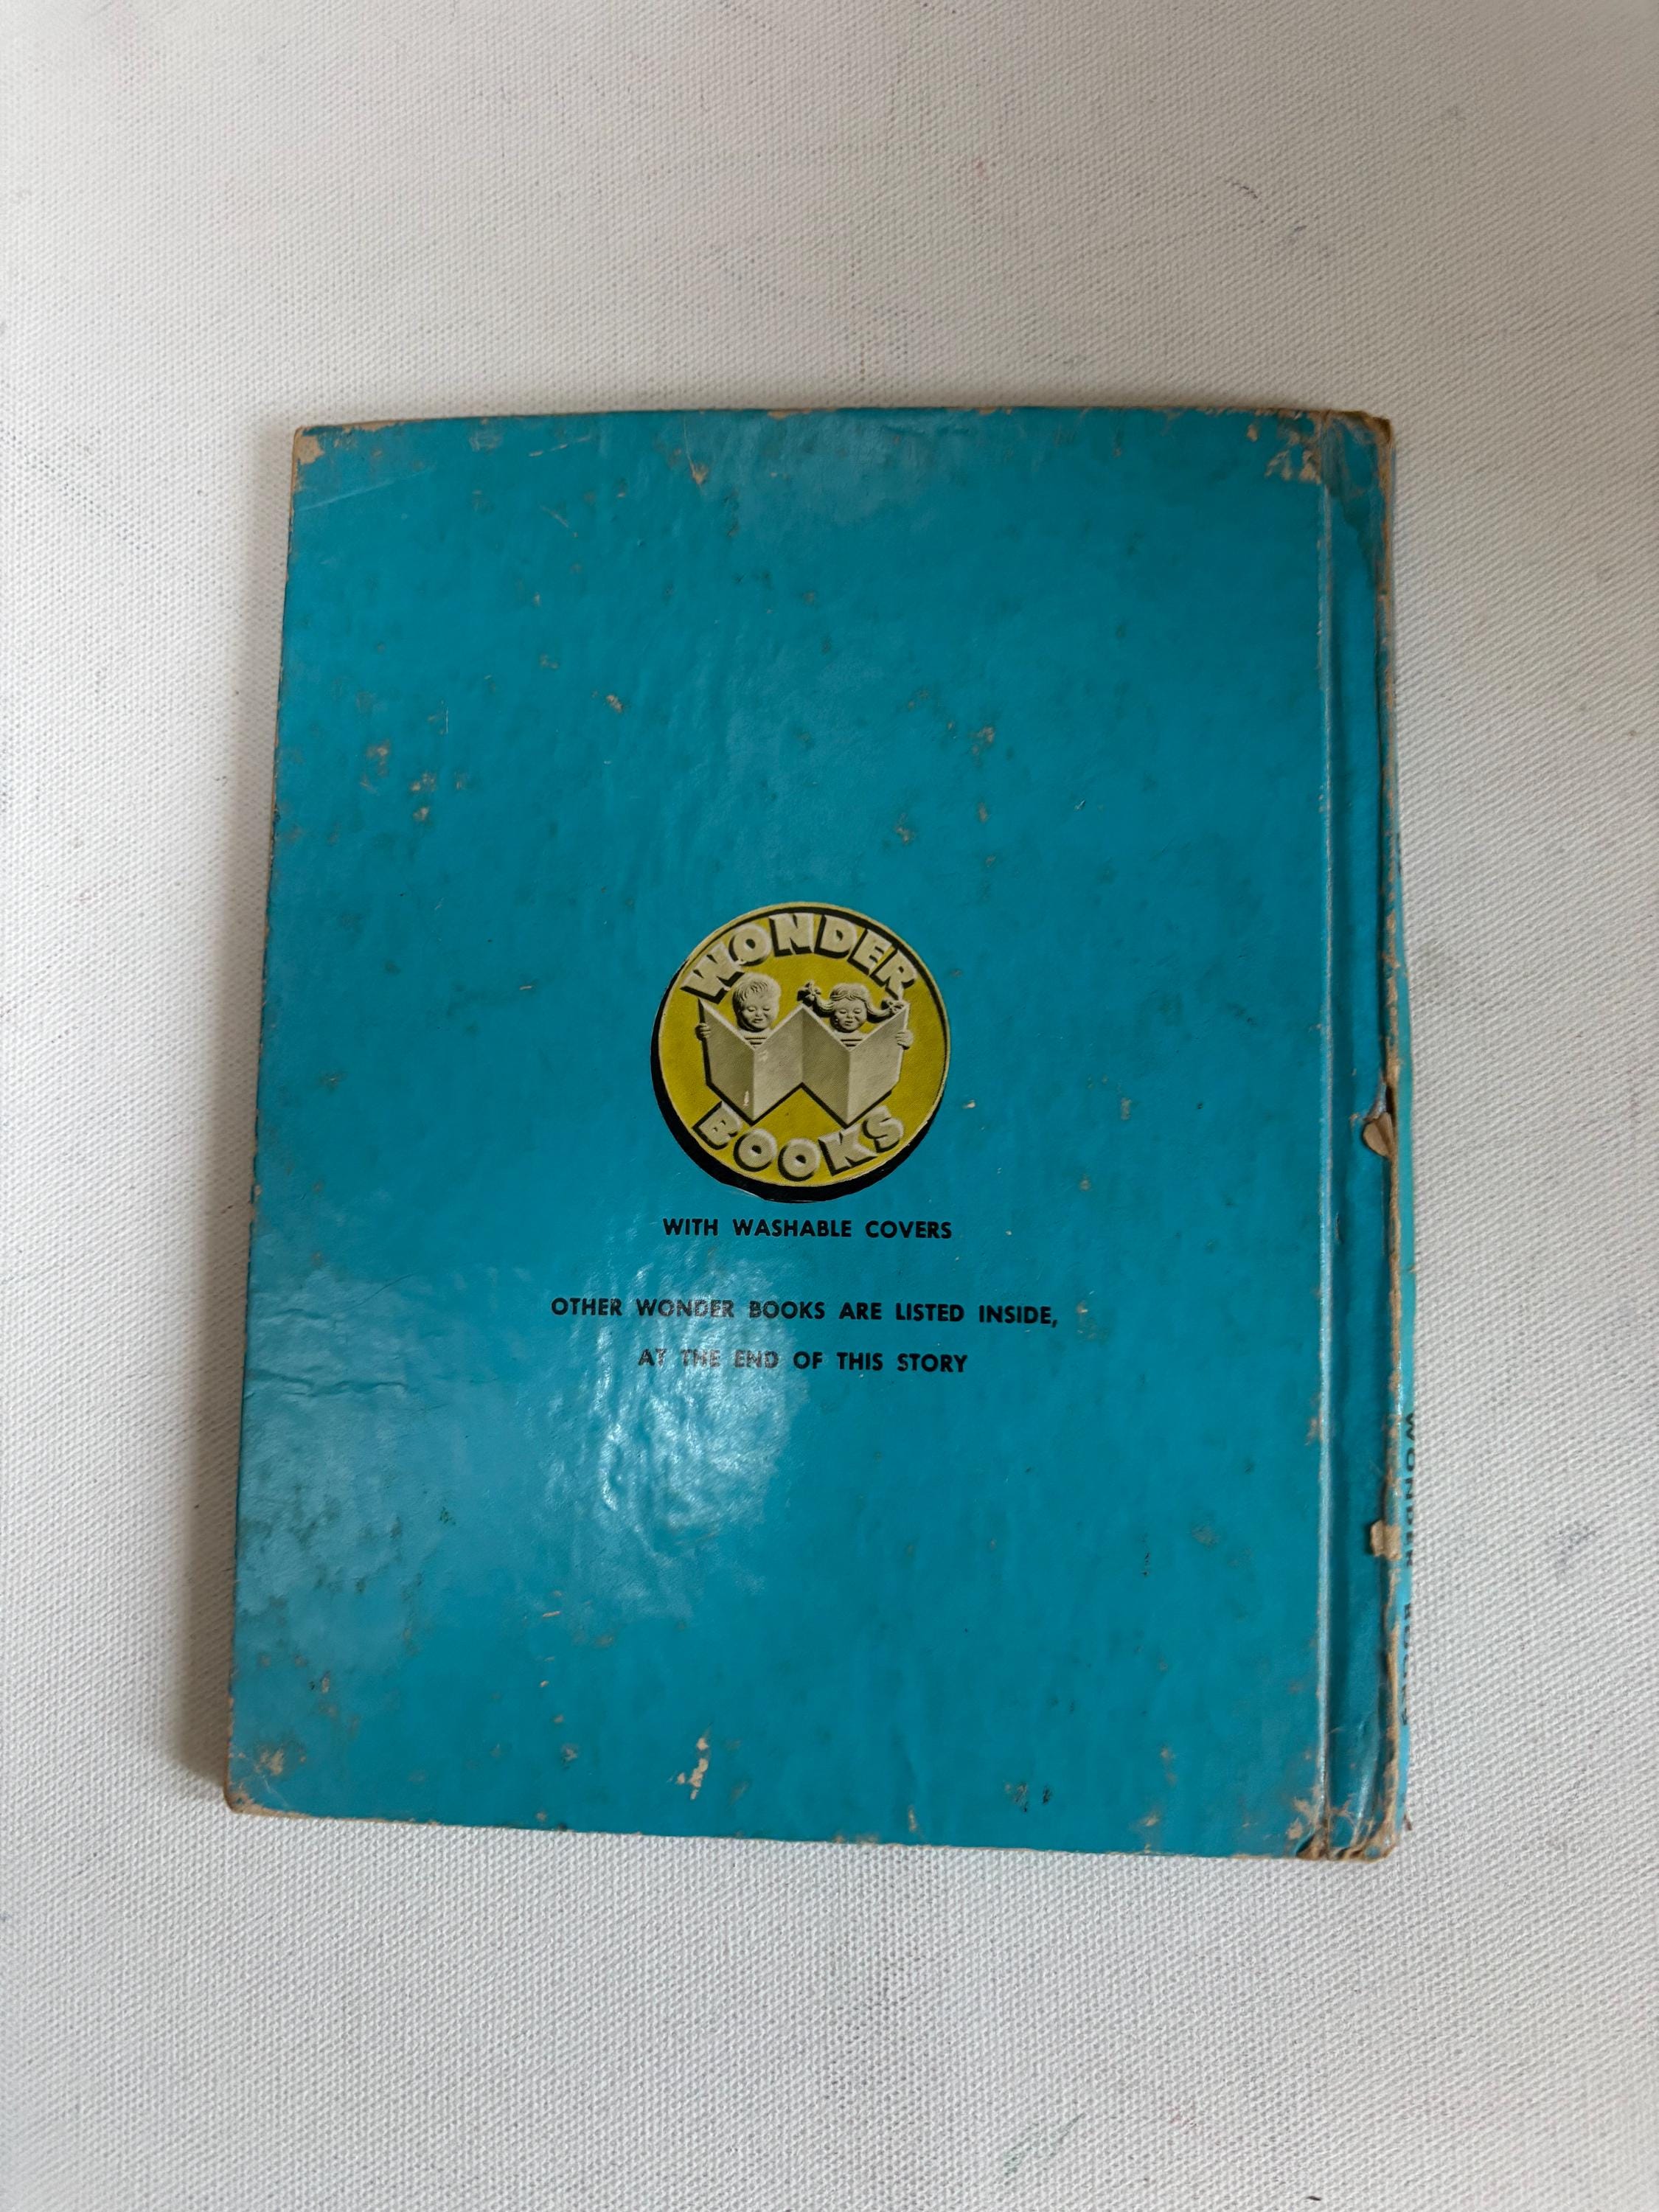 WONDER
BOOKS
WITH WASHABLE COVERS
OTHER WONDER BOOKS ARE LISTED INSIDE,
AT THE END OF THIS STORY
WONDER BOOKS